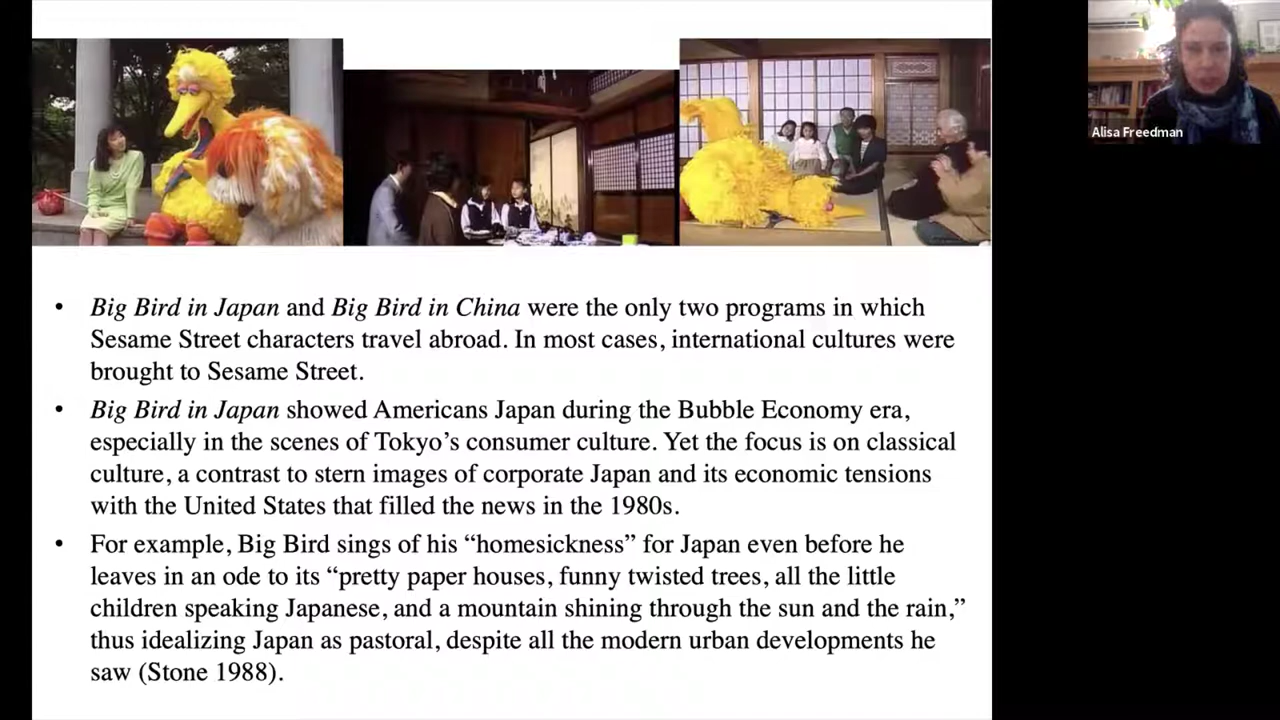 Alisa Freedman
• Big Bird in Japan and Big Bird in China were the only two programs in which
Sesame Street characters travel abroad. In most cases, international cultures were
brought to Sesame Street.
• Big Bird in Japan showed Americans Japan during the Bubble Economy era,
especially in the scenes of Tokyo’s consumer culture. Yet the focus is on classical
culture, a contrast to stern images of corporate Japan and its economic tensions
with the United States that filled the news in the 1980s.
• For example, Big Bird sings of his “homesickness” for Japan even before he
leaves in an ode to its “pretty paper houses, funny twisted trees, all the little
children speaking Japanese, and a mountain shining through the sun and the rain,”
thus idealizing Japan as pastoral, despite all the modern urban developments he
saw (Stone 1988).